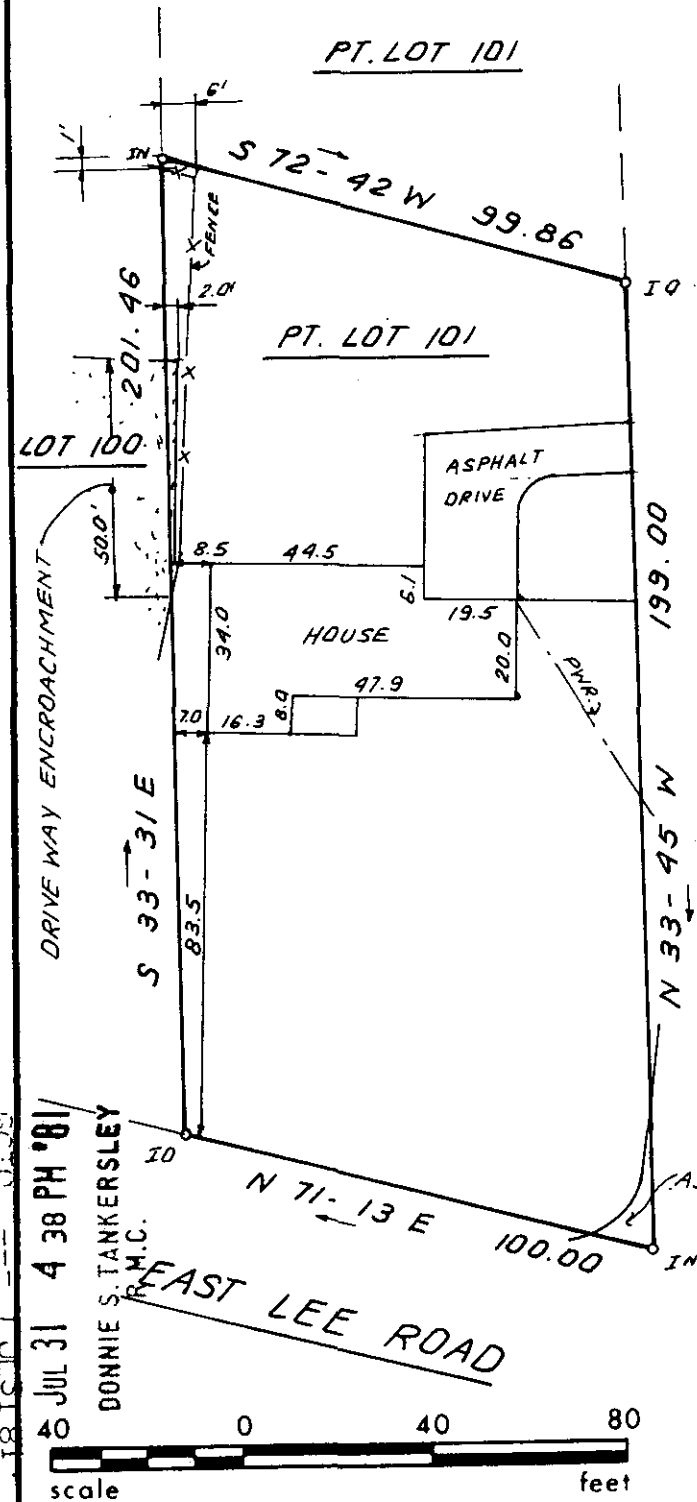 PT. LOT 101
6'
1'
IN
S 72-42 W 99.86
IO
FENCE
2.0'
201.46
PT. LOT 101
LOT 100
ASPHALT
DRIVE
50.0'
8.5
44.5
6.1
19.5
199.00
34.0
HOUSE
20.0
PWR.
47.9
8.0
7.0
16.3
DRIVE WAY ENCROACHMENT
S 33-31 E
83.5
N 33-45 W
IO
N 71-13 E 100.00
A.
IN
EAST LEE ROAD
JUL 31 4 38 PM '81
DONNIE S. TANKERSLEY
R.M.C.
40 0 40 80
scale feet